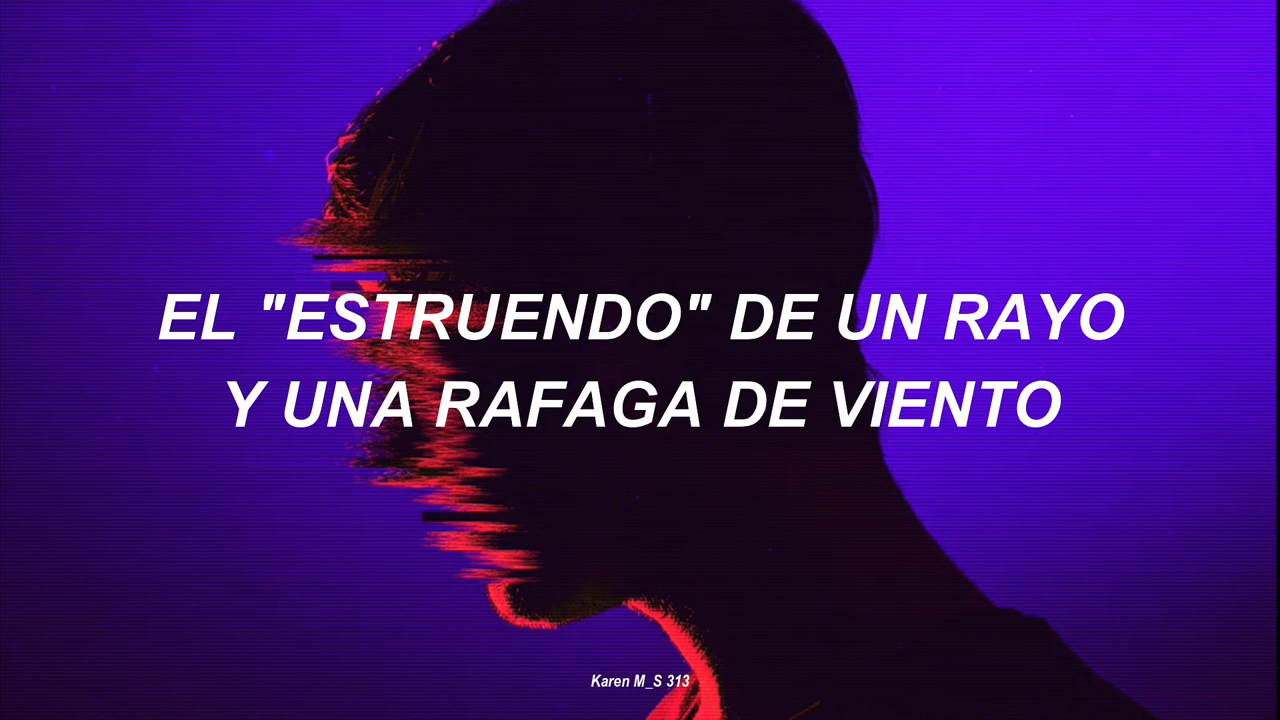 EL "ESTRUENDO" DE UN RAYO
Y UNA RAFAGA DE VIENTO
Karen M_S 313